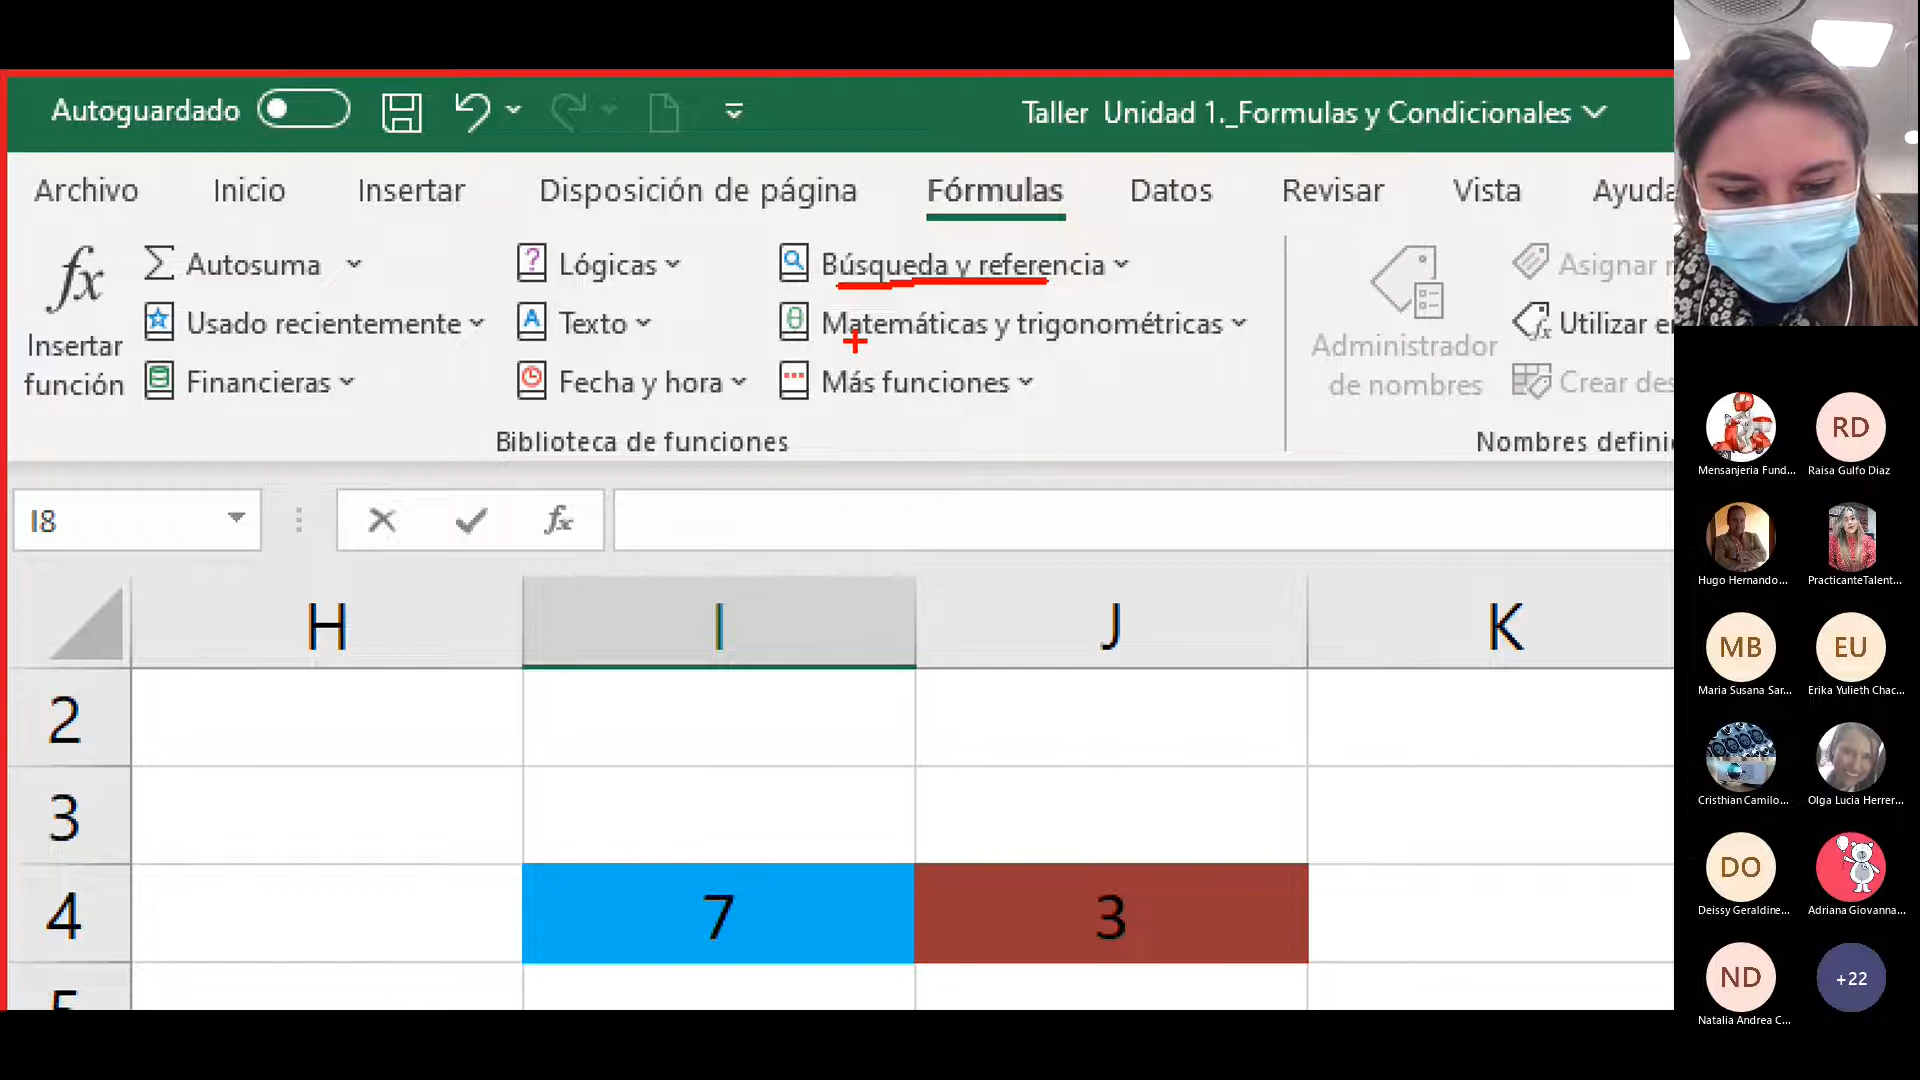 Autoguardado
Taller Unidad 1._Formulas y Condicionales
Archivo Inicio Insertar Disposición de página Fórmulas Datos Revisar Vista Ayuda
fx Σ Autosuma ? Lógicas Búsqueda y referencia Asignar
Insertar función Usado recientemente A Texto θ Matemáticas y trigonométricas Administrador de nombres fx Utilizar
Financieras Fecha y hora Más funciones Crear
Biblioteca de funciones Nombres
I8 fx
H I J K
2
3
4 7 3
5
RD
Mensanjeria Fund... Raisa Gulfo Diaz
Hugo Hernando... PracticanteTalent...
MB EU
Maria Susana Sar... Erika Yulieth Chac...
Cristhian Camilo... Olga Lucia Herrer...
DO
Deissy Geraldine... Adriana Giovanna...
ND +22
Natalia Andrea C...